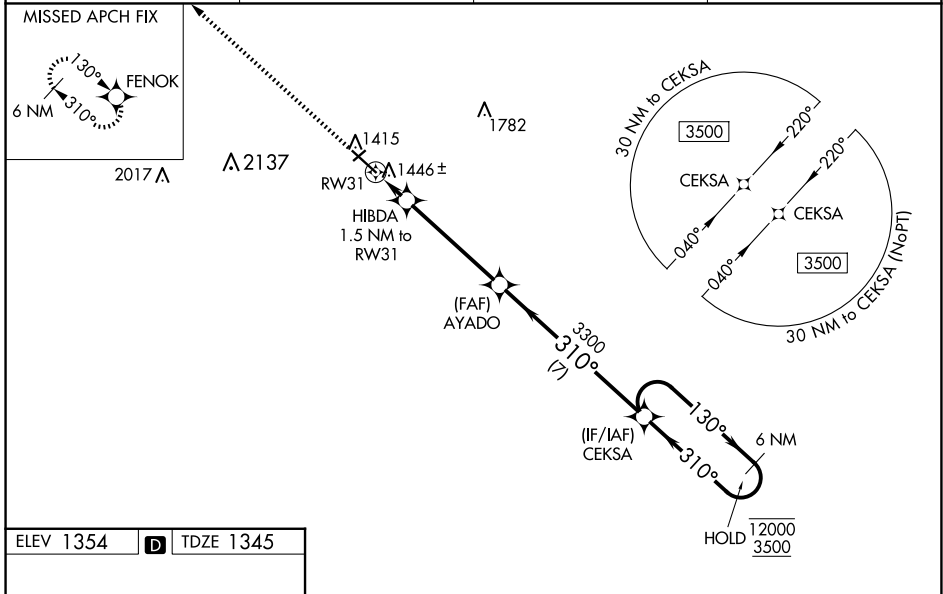 MISSED APCH FIX
130°
FENOK
6 NM
310°
2017
2137
1415
1446 ±
RW31
1782
HIBDA
1.5 NM to
RW31
(FAF)
AYADO
3300
310°
(7)
(IF/IAF)
CEKSA
130°
310°
6 NM
HOLD
12000
3500
30 NM to CEKSA
3500
220°
CEKSA
040°
220°
CEKSA
040°
3500
30 NM to CEKSA (NoPT)
ELEV 1354
D
TDZE 1345